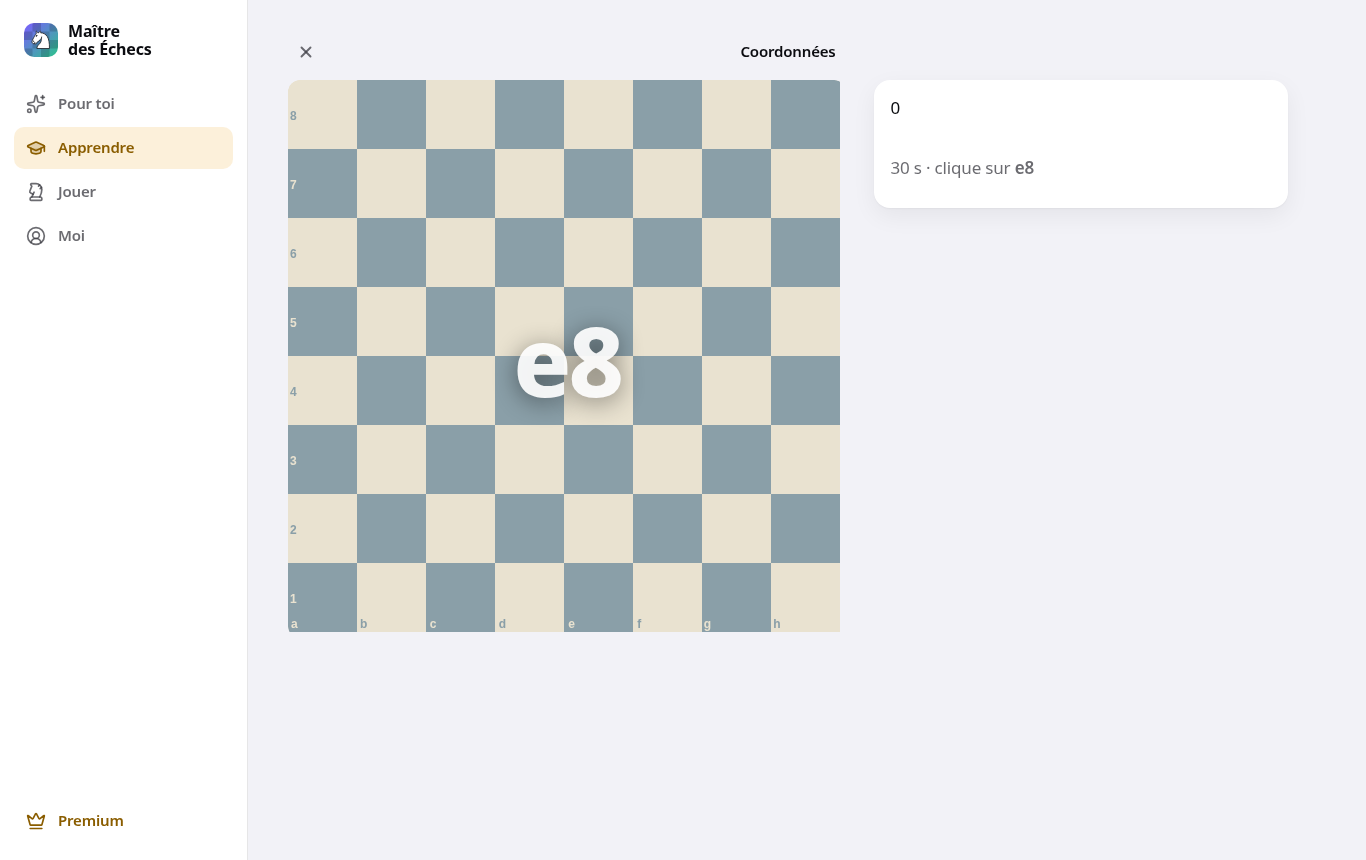 Maître
des Échecs
Pour toi
Apprendre
Jouer
Moi
Premium
Coordonnées
8
7
6
5
4
3
2
1
a b c d e f g h
e8
0
30 s · clique sur e8